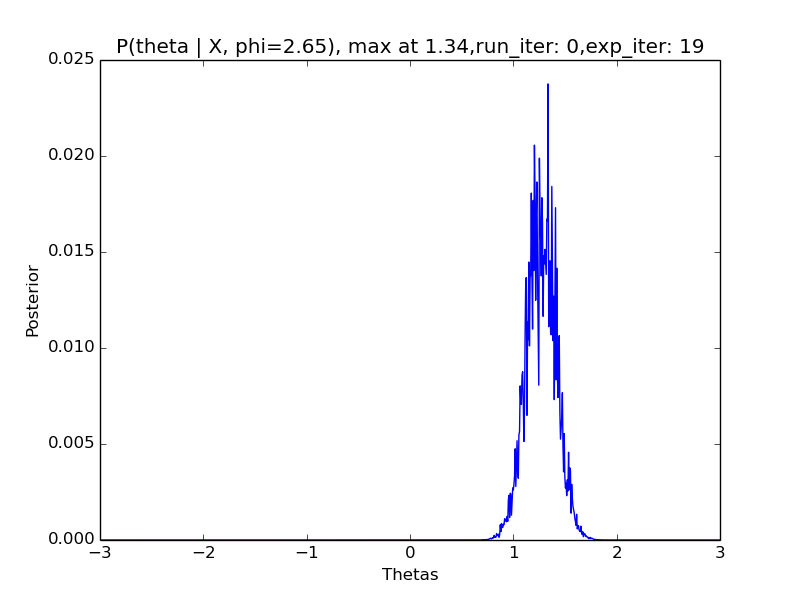 P(theta | X, phi=2.65), max at 1.34,run_iter: 0,exp_iter: 19
0.025
0.020
0.015
0.010
0.005
0.000
Posterior
−3 −2 −1 0 1 2 3
Thetas